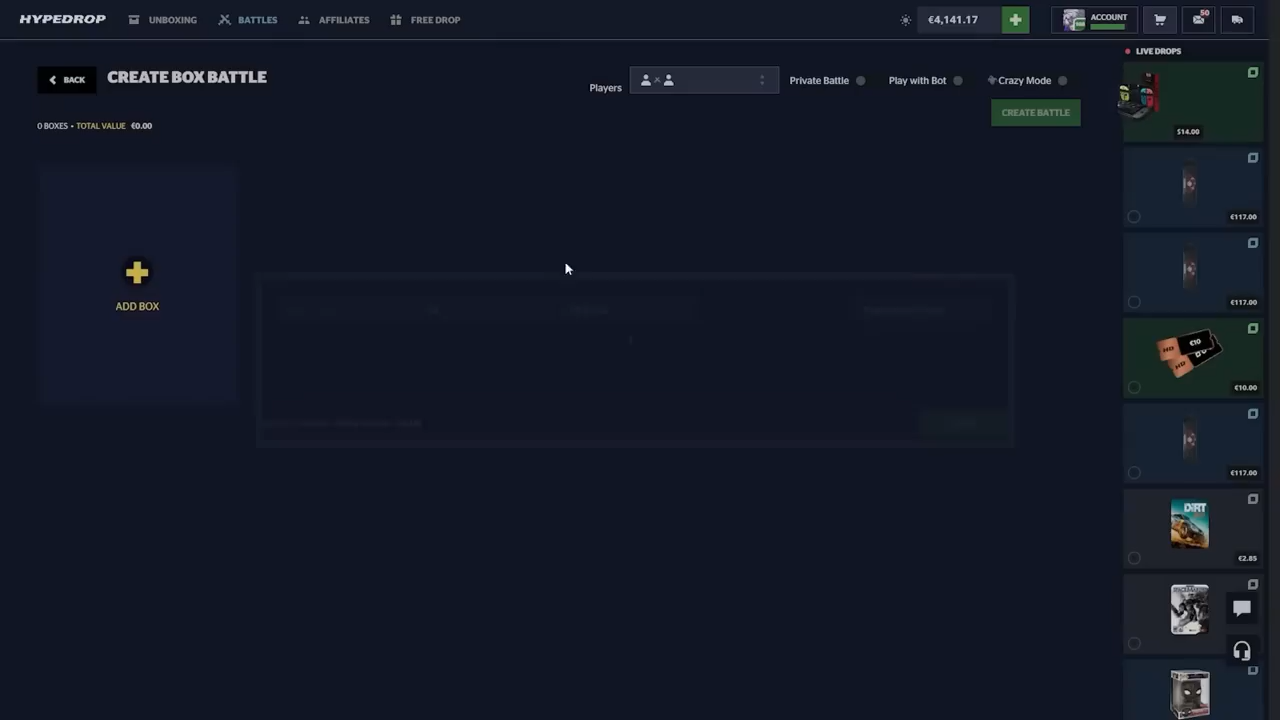 HYPEDROP
UNBOXING
BATTLES
AFFILIATES
FREE DROP
€4,141.17
ACCOUNT
50
BACK
CREATE BOX BATTLE
Players
Private Battle
Play with Bot
Crazy Mode
CREATE BATTLE
0 BOXES • TOTAL VALUE €0.00
ADD BOX
LIVE DROPS
$14.00
€117.00
€117.00
HD €10
HD
€10.00
€117.00
DiRT
€2.85